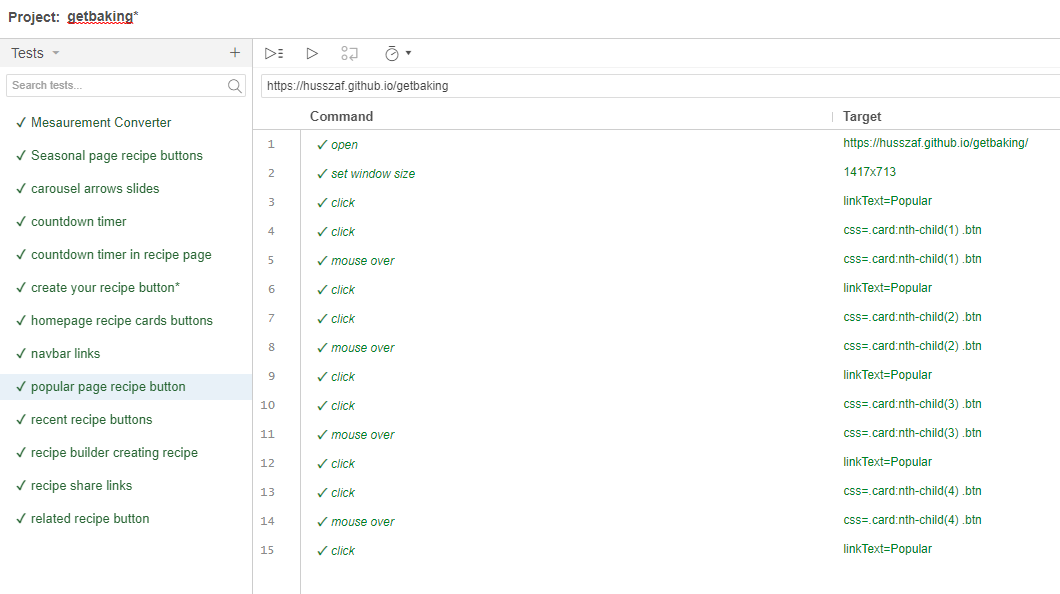 Project: getbaking*
Tests
Search tests...
https://husszaf.github.io/getbaking
Mesaurement Converter
Seasonal page recipe buttons
carousel arrows slides
countdown timer
countdown timer in recipe page
create your recipe button*
homepage recipe cards buttons
navbar links
popular page recipe button
recent recipe buttons
recipe builder creating recipe
recipe share links
related recipe button
Command Target
1 open https://husszaf.github.io/getbaking/
2 set window size 1417x713
3 click linkText=Popular
4 click css=.card:nth-child(1) .btn
5 mouse over css=.card:nth-child(1) .btn
6 click linkText=Popular
7 click css=.card:nth-child(2) .btn
8 mouse over css=.card:nth-child(2) .btn
9 click linkText=Popular
10 click css=.card:nth-child(3) .btn
11 mouse over css=.card:nth-child(3) .btn
12 click linkText=Popular
13 click css=.card:nth-child(4) .btn
14 mouse over css=.card:nth-child(4) .btn
15 click linkText=Popular